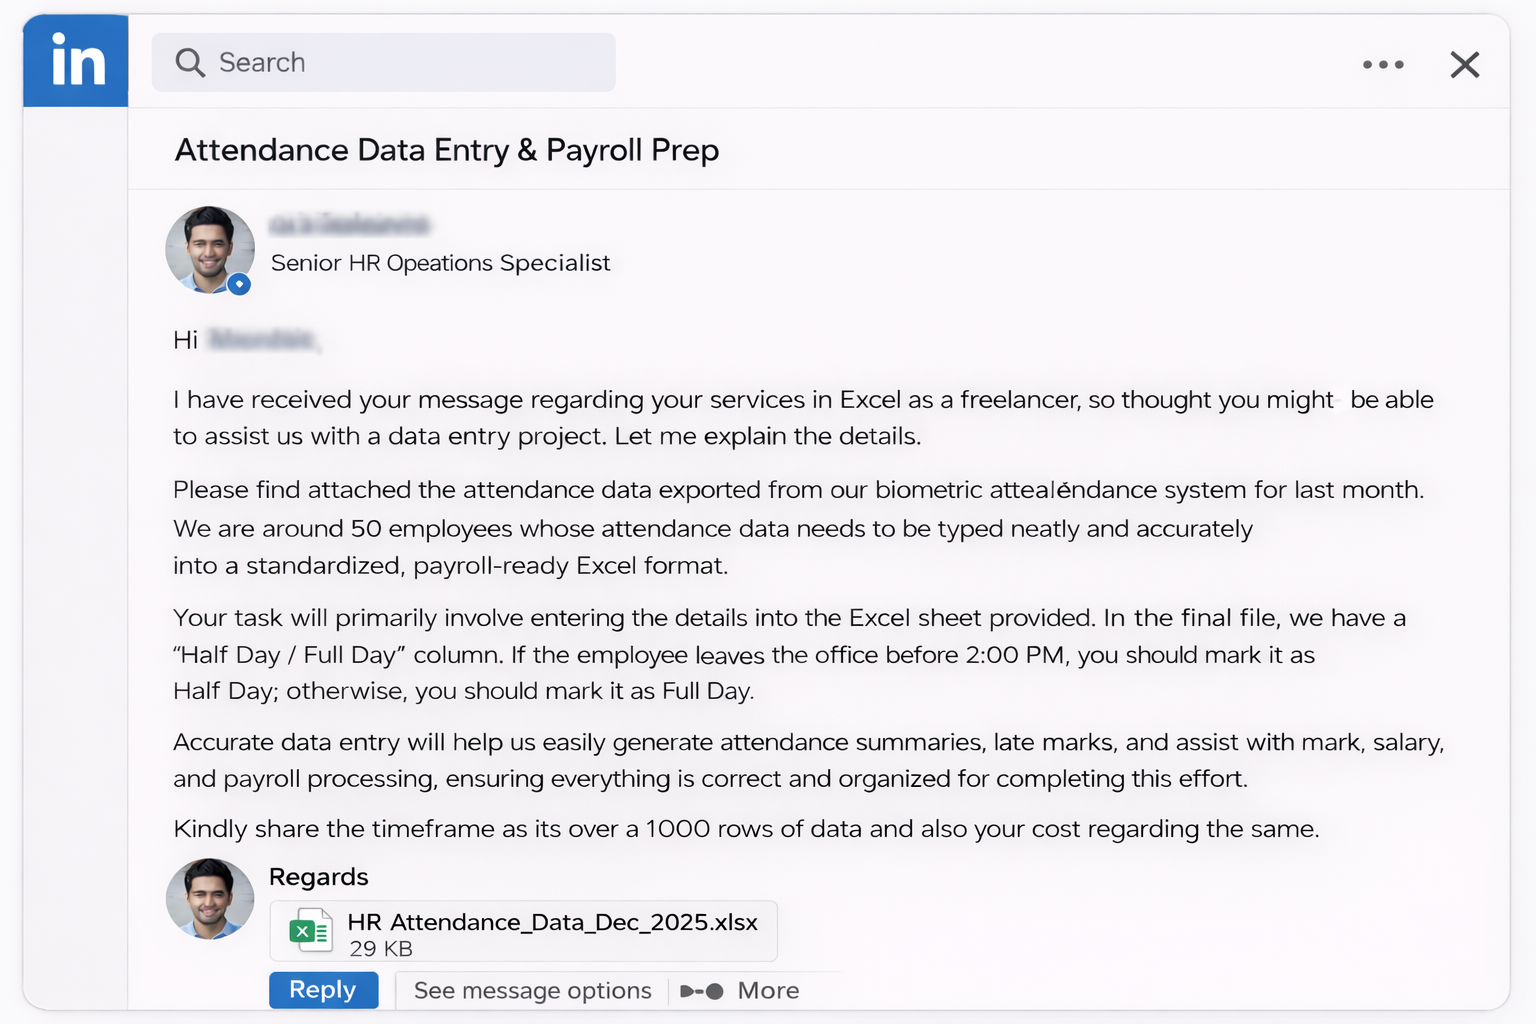 in
Search
Attendance Data Entry & Payroll Prep
Senior HR Opeations Specialist
Hi
I have received your message regarding your services in Excel as a freelancer, so thought you might be able
to assist us with a data entry project. Let me explain the details.
Please find attached the attendance data exported from our biometricattealéndance system for last month.
We are around 50 employees whose attendance data needs to be typed neatly and accurately
into a standardized, payroll-ready Excel format.
Your task will primarily involve entering the details into the Excel sheet provided. In the final file, we have a
“Half Day / Full Day” column. If the employee leaves the office before 2:00 PM, you should mark it as
Half Day; otherwise, you should mark it as Full Day.
Accurate data entry will help us easily generate attendance summaries, late marks, and assist with mark, salary,
and payroll processing, ensuring everything is correct and organized for completing this effort.
Kindly share the timeframe as its over a 1000 rows of data and also your cost regarding the same.
Regards
X
HR Attendance_Data_Dec_2025.xlsx
29 KB
Reply
See message options
More